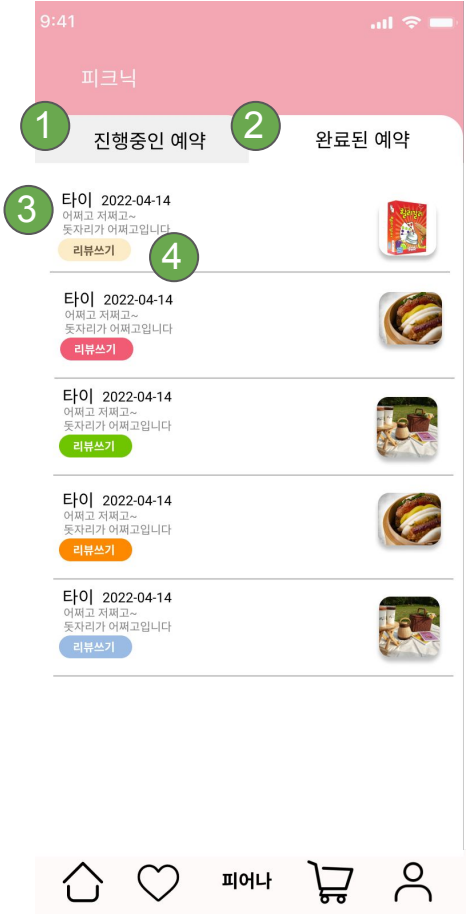 9:41
피크닉
1
진행중인 예약
2
완료된 예약
3
타이 2022-04-14
어쩌고 저쩌고~
돗자리가 어쩌고입니다
리뷰쓰기
4
타이 2022-04-14
어쩌고 저쩌고~
돗자리가 어쩌고입니다
리뷰쓰기
타이 2022-04-14
어쩌고 저쩌고~
돗자리가 어쩌고입니다
리뷰쓰기
타이 2022-04-14
어쩌고 저쩌고~
돗자리가 어쩌고입니다
리뷰쓰기
타이 2022-04-14
어쩌고 저쩌고~
돗자리가 어쩌고입니다
리뷰쓰기
피어나